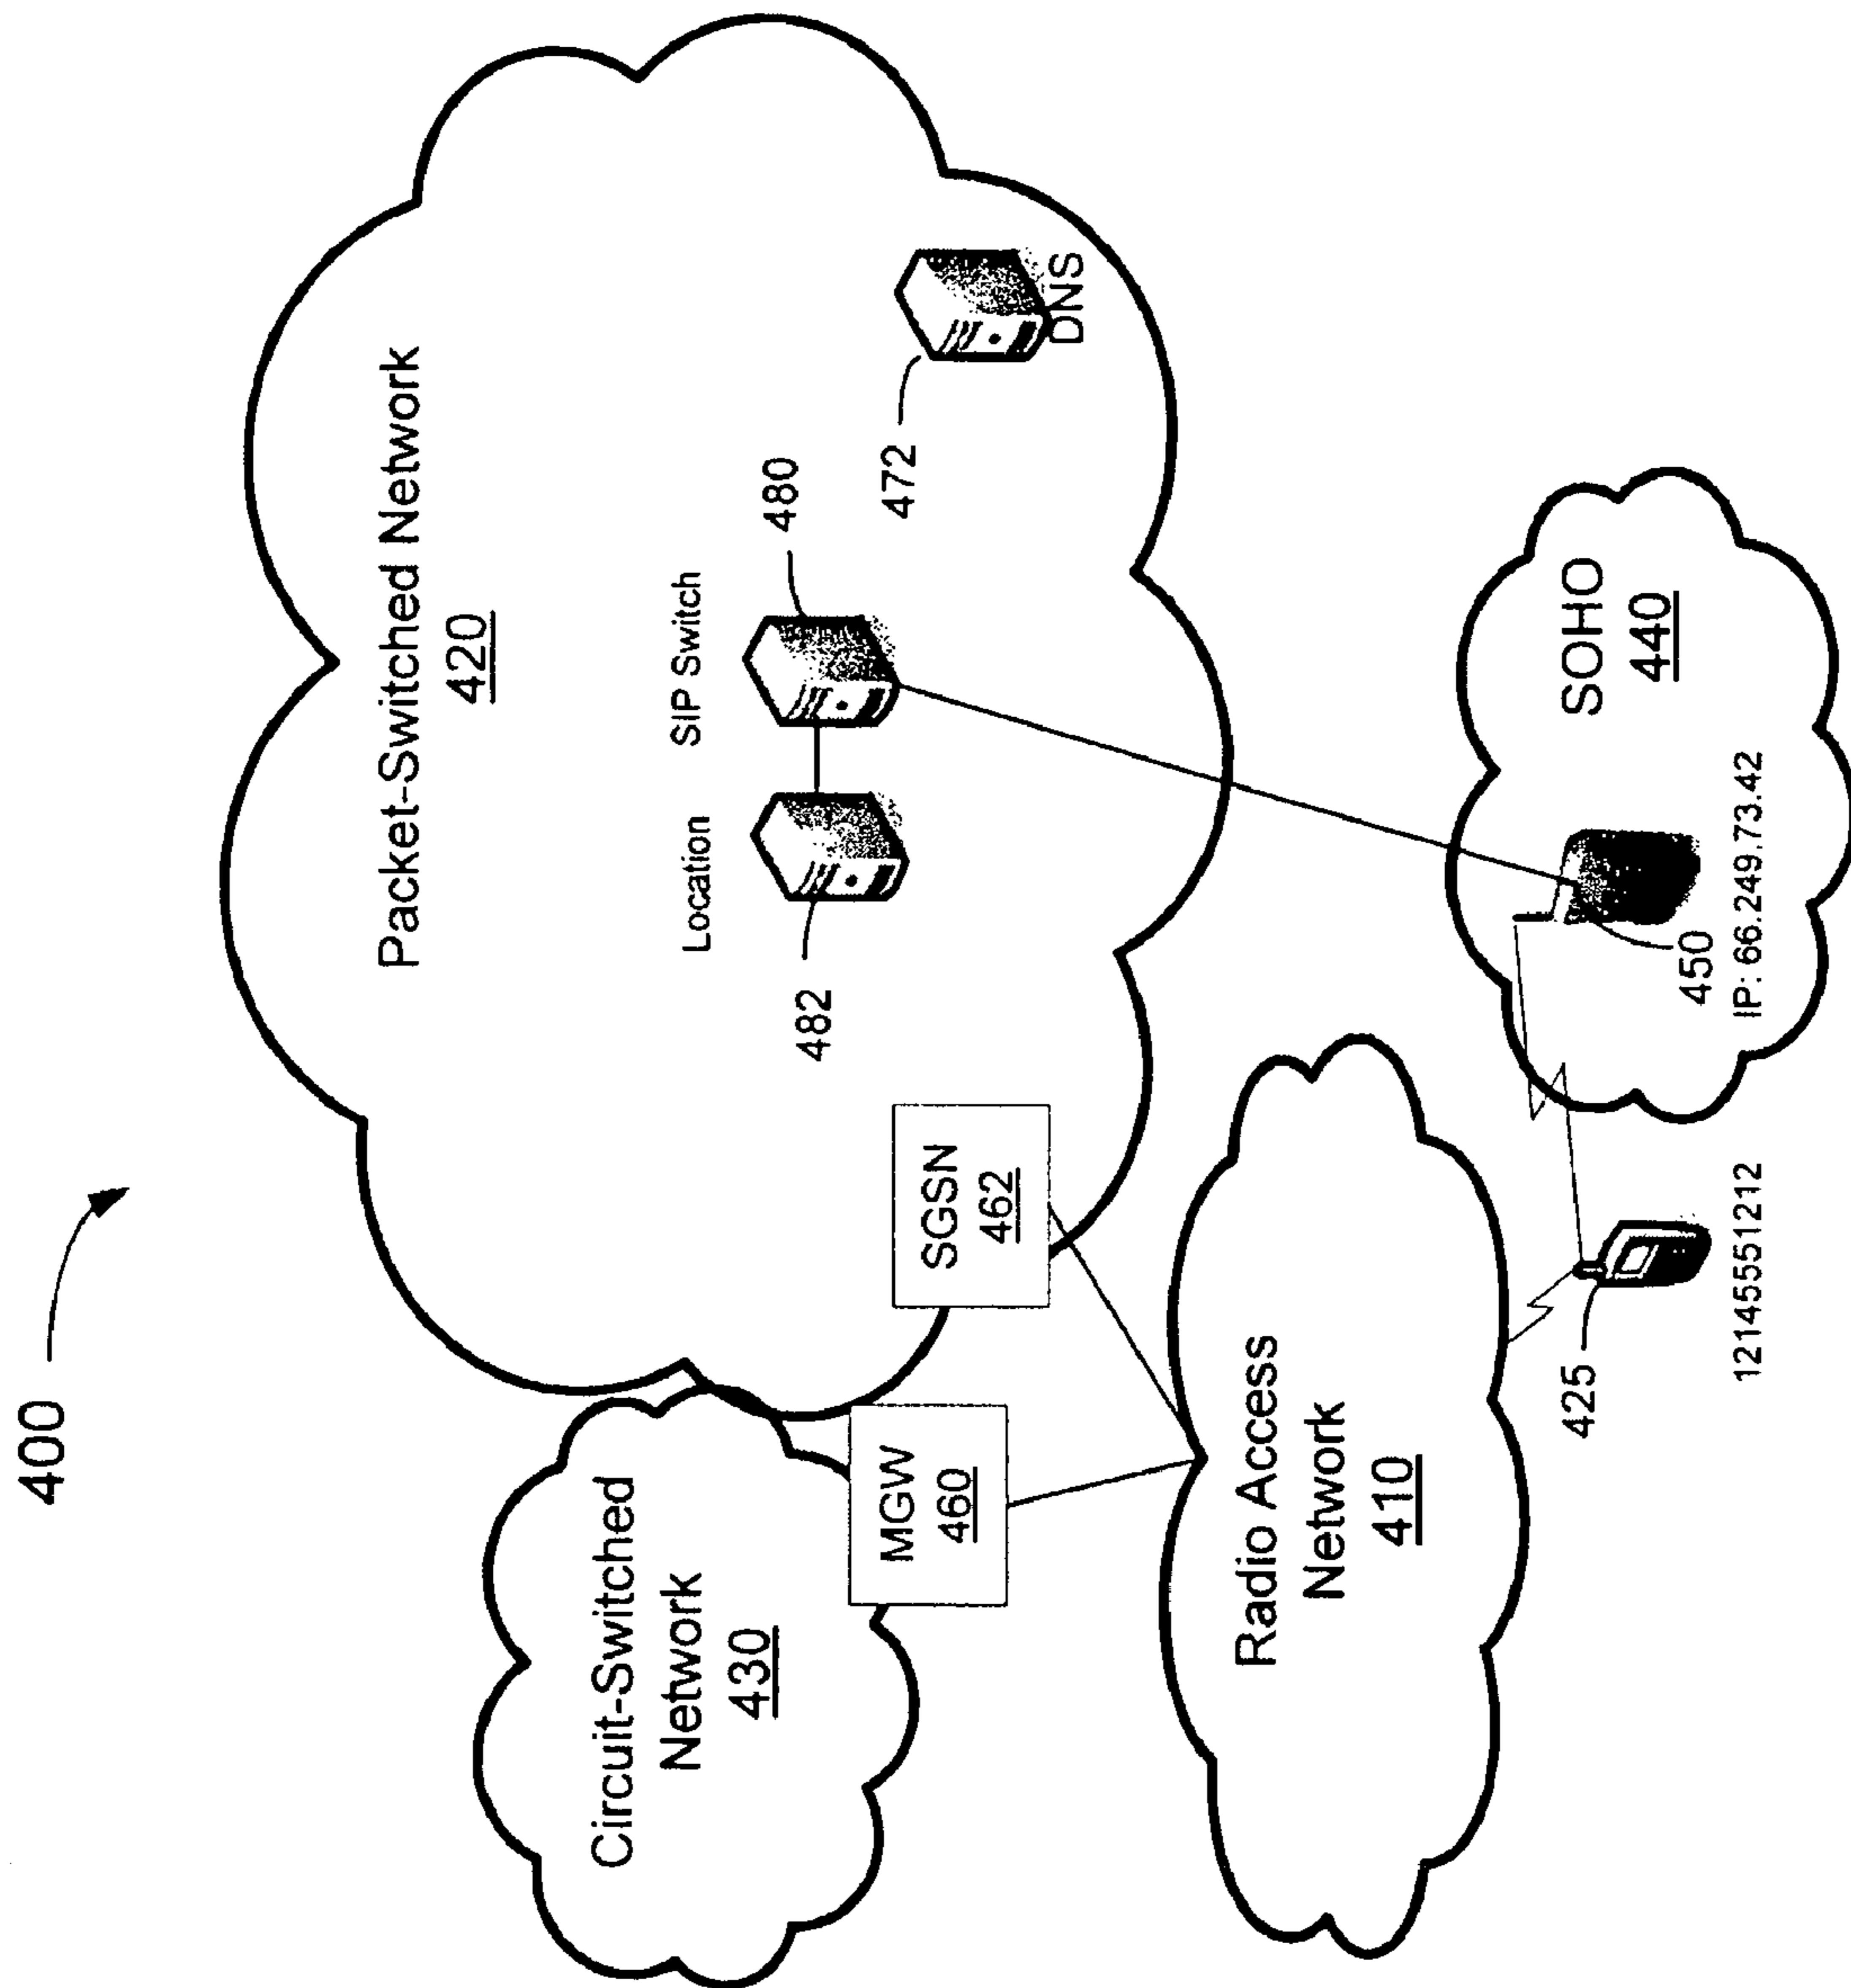 400
Packet-Switched Network
420
Circuit-Switched
Network
430
Location
482
SIP Switch
480
472
DNS
MGW
460
SGSN
462
Radio Access
Network
410
SOHO
440
425
12145551212
450
IP: 66.249.73.42